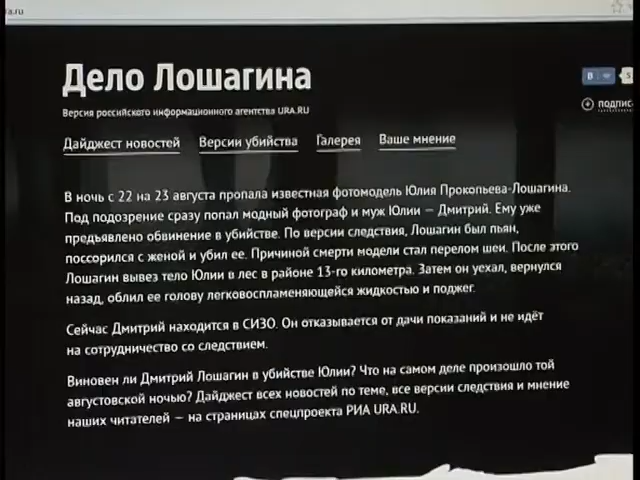 a.ru
Дело Лошагина
Версия российского информационного агентства URA.RU
Дайджест новостей Версии убийства Галерея Ваше мнение
В
подпис
В ночь с 22 на 23 августа пропала известная фотомодель Юлия Прокопьева-Лошагина.
Под подозрение сразу попал модный фотограф и муж Юлии — Дмитрий. Ему уже
предъявлено обвинение в убийстве. По версии следствия, Лошагин был пьян,
поссорился с женой и убил ее. Причиной смерти модели стал перелом шеи. После этого
Лошагин вывез тело Юлии в лес в районе 13-го километра. Затем он уехал, вернулся
назад, облил ее голову легковоспламеняющейся жидкостью и поджег.
Сейчас Дмитрий находится в СИЗО. Он отказывается от дачи показаний и не идёт
на сотрудничество со следствием.
Виновен ли Дмитрий Лошагин в убийстве Юлии? Что на самом деле произошло той
августовской ночью? Дайджест всех новостей по теме, все версии следствия и мнение
наших читателей — на страницах спецпроекта РИА URA.RU.